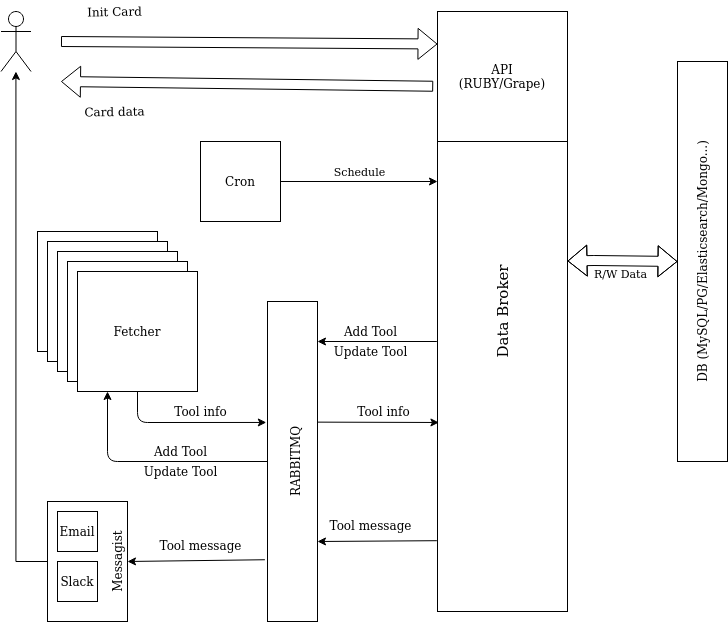 Init Card
Card data
API
(RUBY/Grape)
Cron
Schedule
DB (MySQL/PG/Elasticsearch/Mongo...)
R/W Data
Data Broker
Fetcher
Add Tool
Update Tool
Tool info
Tool info
RABBITMQ
Add Tool
Update Tool
Tool message
Tool message
Email
Slack
Messagist